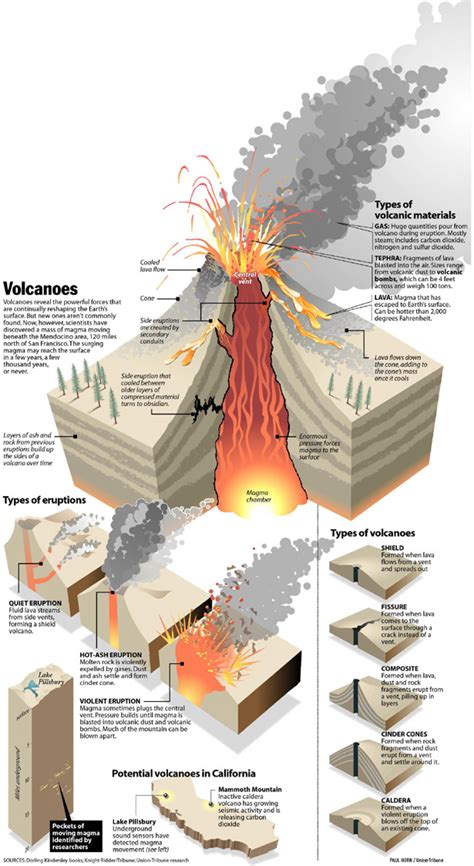 Types of
volcanic materials
GAS: Huge quantities pour from
volcano during eruption. Mostly
steam; includes carbon dioxide,
nitrogen and sulfur dioxide.
TEPHRA: Fragments of lava
blasted into the air. Sizes range
from volcanic dust to volcanic
bombs, which can be 4 feet
across and weigh 100 tons.
LAVA: Magma that has
escaped to Earth's surface.
Can be hotter than 2,000
degrees Fahrenheit.
Cooled
lava flow
Central
vent
Cone
Volcanoes
Volcanoes reveal the powerful forces that
are continually reshaping the Earth's
surface. But new ones aren't commonly
found. Now, however, scientists have
discovered a mass of magma moving
beneath the Mendocino area, 120 miles
north of San Francisco. The surging
magma may reach the surface
in a few years, a few
thousand years,
or never.
Side eruptions
are created by
secondary
conduits
Lava flows down
the cone, adding to
the cone's mass
once it cools
Side eruption that
cooled between
older layers of
compressed material
turns to obsidian.
Layers of ash and
rock from previous
eruptions build up
the sides of a
volcano over time
Enormous
pressure forces
magma to the
surface
Magma
chamber
Types of eruptions
QUIET ERUPTION
Fluid lava streams
from side vents,
forming a shield
volcano.
HOT-ASH ERUPTION
Molten rock is violently
expelled by gases. Dust
and ash settle and form
cinder cone.
VIOLENT ERUPTION
Magma sometimes plugs the central
vent. Pressure builds until magma is
blasted into volcanic dust and volcanic
bombs. Much of the mountain can be
blown apart.
Types of volcanoes
SHIELD
Formed when lava
flows from a vent
and spreads out
FISSURE
Formed when lava
comes to the
surface through a
crack instead of a
vent.
COMPOSITE
Formed when lava,
dust and rock
fragments erupt from
a vent, piling up in
layers
CINDER CONES
Formed when rock
fragments and dust
erupt from a vent
and settle around it.
CALDERA
Formed when a
violent eruption
blows off the top of
an existing cone.
Lake
Pillsbury
surface
Miles underground
Pockets of
moving magma
identified by
researchers
Potential volcanoes in California
Mammoth Mountain
Inactive caldera
volcano has growing
seismic activity and
is releasing carbon
dioxide
Lake Pillsbury
Underground
sound sensors have
detected magma
movement (see left)
SOURCES: Dorling Kindersley books; Knight Ridder/Tribune; Union-Tribune research
PAUL HORN / Union-Tribune